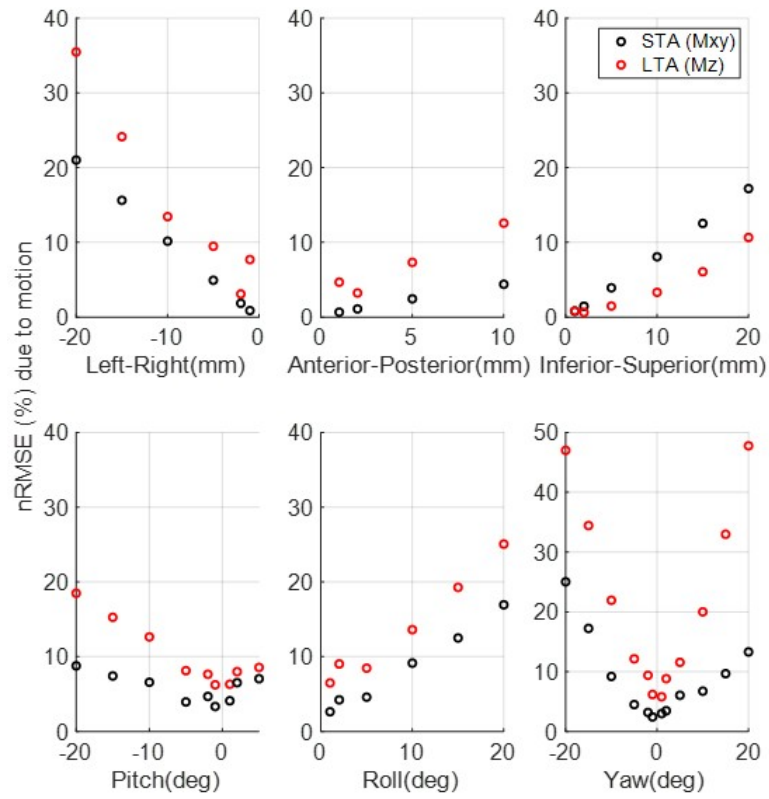 nRMSE (%) due to motion
40
30
20
10
0
-20 -10 0
Left-Right(mm)
40
30
20
10
0
0 5 10
Anterior-Posterior(mm)
STA (Mxy)
LTA (Mz)
40
30
20
10
0
0 10 20
Inferior-Superior(mm)
40
30
20
10
0
-20 -10 0
Pitch(deg)
40
30
20
10
0
0 10 20
Roll(deg)
50
40
30
20
10
0
-20 0 20
Yaw(deg)